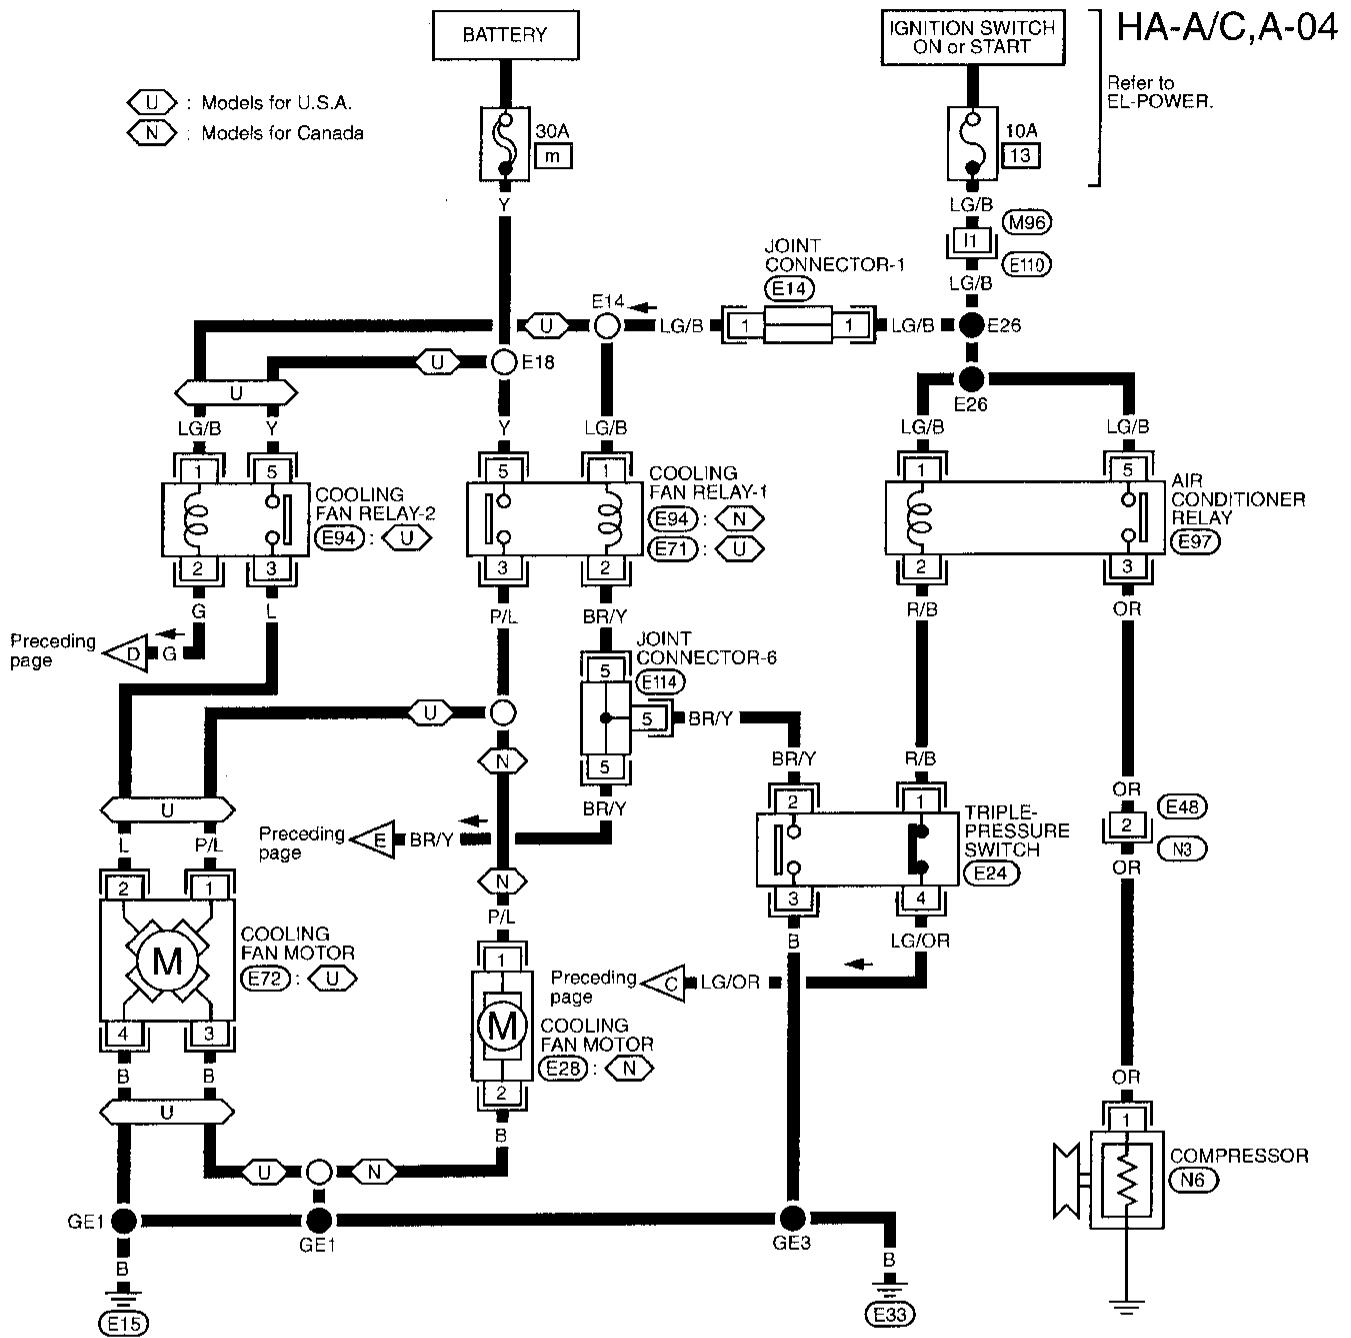 BATTERY
IGNITION SWITCH
ON or START
HA-A/C,A-04
Refer to
EL-POWER.
U : Models for U.S.A.
N : Models for Canada
30A
m
10A
13
Y
LG/B
M96
I1
E110
LG/B
JOINT
CONNECTOR-1
E14
E14
U
LG/B
1
1
LG/B
E26
U
E18
E26
U
LG/B
Y
Y
LG/B
LG/B
LG/B
1
5
5
1
1
5
COOLING
FAN RELAY-2
E94 : U
COOLING
FAN RELAY-1
E94 : N
E71 : U
AIR
CONDITIONER
RELAY
E97
2
3
3
2
2
3
G
L
P/L
BR/Y
R/B
OR
Preceding
page
D
G
JOINT
CONNECTOR-6
E114
5
5
BR/Y
5
U
N
BR/Y
R/B
BR/Y
OR
E48
2
N3
OR
2
1
TRIPLE-
PRESSURE
SWITCH
E24
3
4
U
Preceding
page
E
BR/Y
L
P/L
N
P/L
B
LG/OR
2
1
M
COOLING
FAN MOTOR
E72 : U
4
3
1
M
COOLING
FAN MOTOR
E28 : N
2
Preceding
page
C
LG/OR
B
B
U
B
OR
1
COMPRESSOR
N6
U
N
GE1
GE1
GE3
B
B
E15
E33